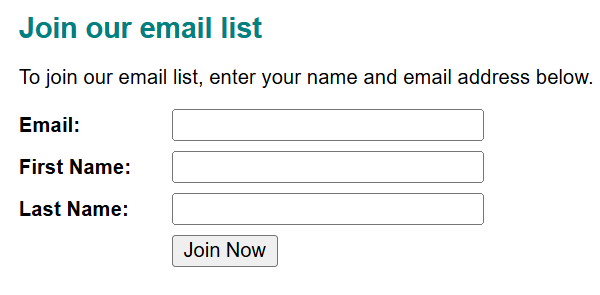 Join our email list
To join our email list, enter your name and email address below.
Email:
First Name:
Last Name:
Join Now